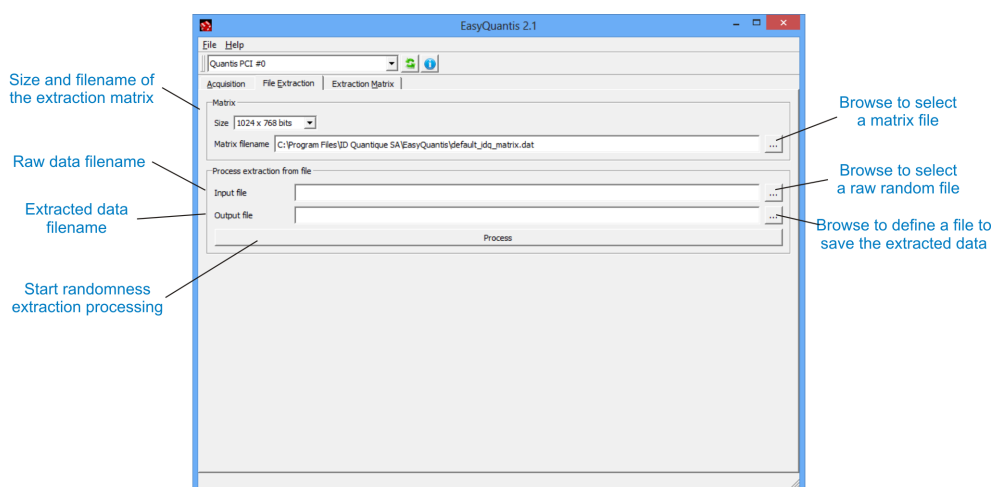 EasyQuantis 2.1
File Help
Quantis PCI #0
Acquisition File Extraction Extraction Matrix
Size and filename of
the extraction matrix
Matrix
Size 1024 x 768 bits
Matrix filename C:\Program Files\ID Quantique SA\EasyQuantis\default_idq_matrix.dat ...
Browse to select
a matrix file
Raw data filename
Process extraction from file
Input file ...
Browse to select
a raw random file
Extracted data
filename
Output file ...
Browse to define a file to
save the extracted data
Process
Start randomness
extraction processing